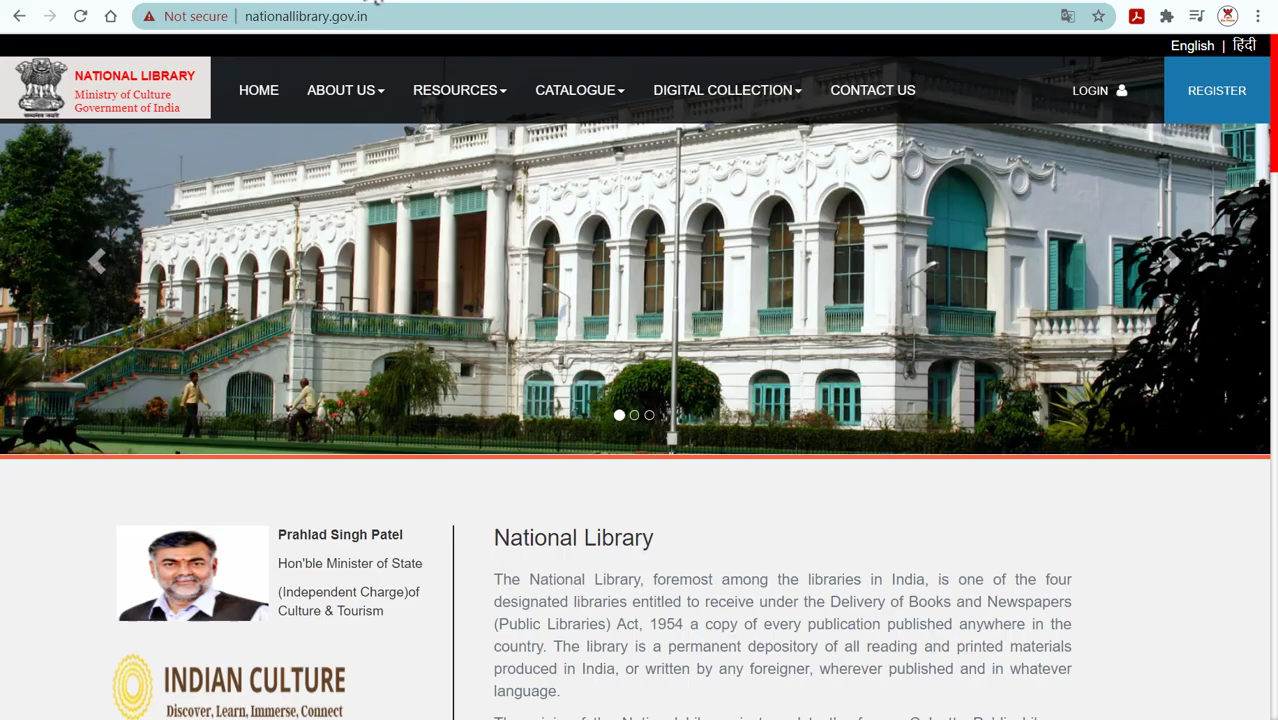 Not secure | nationallibrary.gov.in
English | हिंदी
NATIONAL LIBRARY
Ministry of Culture
Government of India
HOME ABOUT US RESOURCES CATALOGUE DIGITAL COLLECTION CONTACT US LOGIN REGISTER
Prahlad Singh Patel
Hon'ble Minister of State
(Independent Charge)of
Culture & Tourism
INDIAN CULTURE
Discover, Learn, Immerse, Connect
National Library
The National Library, foremost among the libraries in India, is one of the four
designated libraries entitled to receive under the Delivery of Books and Newspapers
(Public Libraries) Act, 1954 a copy of every publication published anywhere in the
country. The library is a permanent depository of all reading and printed materials
produced in India, or written by any foreigner, wherever published and in whatever
language.